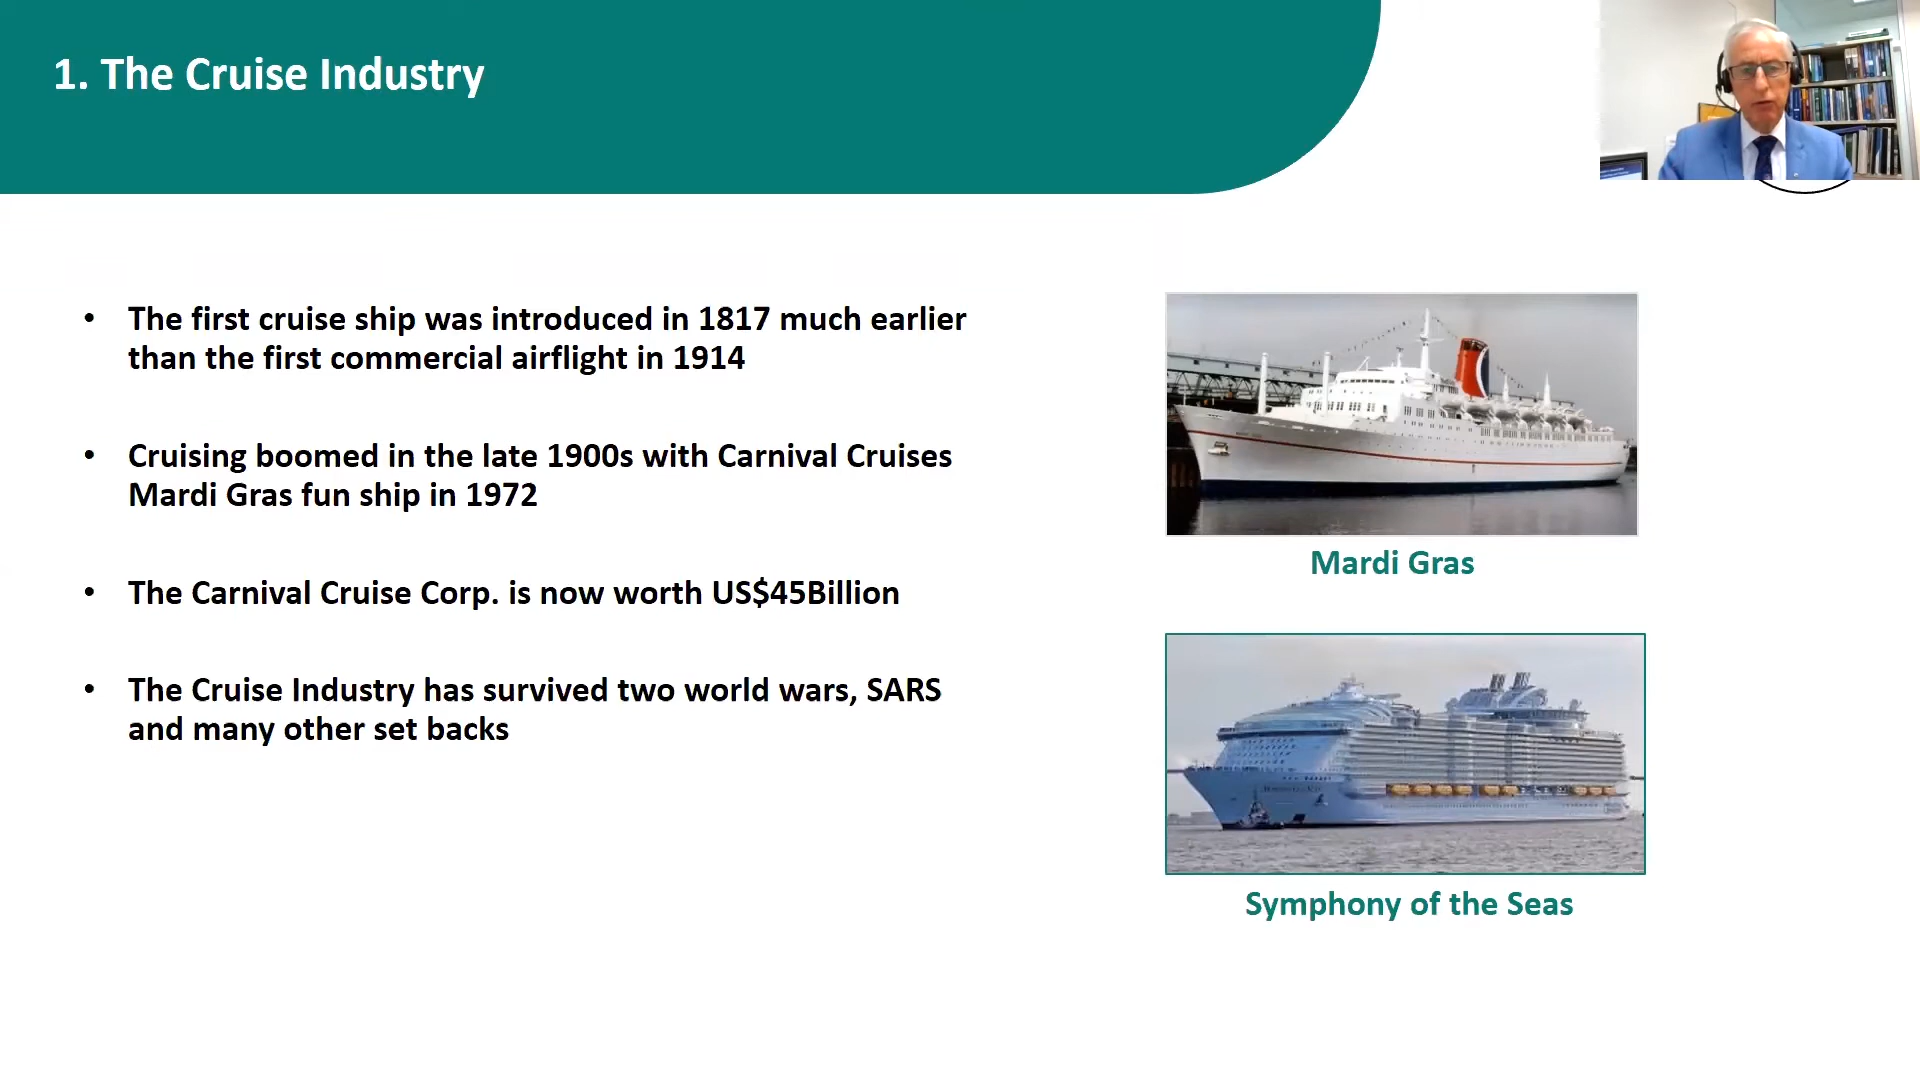 1. The Cruise Industry
• The first cruise ship was introduced in 1817 much earlier
than the first commercial airflight in 1914
• Cruising boomed in the late 1900s with Carnival Cruises
Mardi Gras fun ship in 1972
• The Carnival Cruise Corp. is now worth US$45Billion
• The Cruise Industry has survived two world wars, SARS
and many other set backs
Mardi Gras
Symphony of the Seas